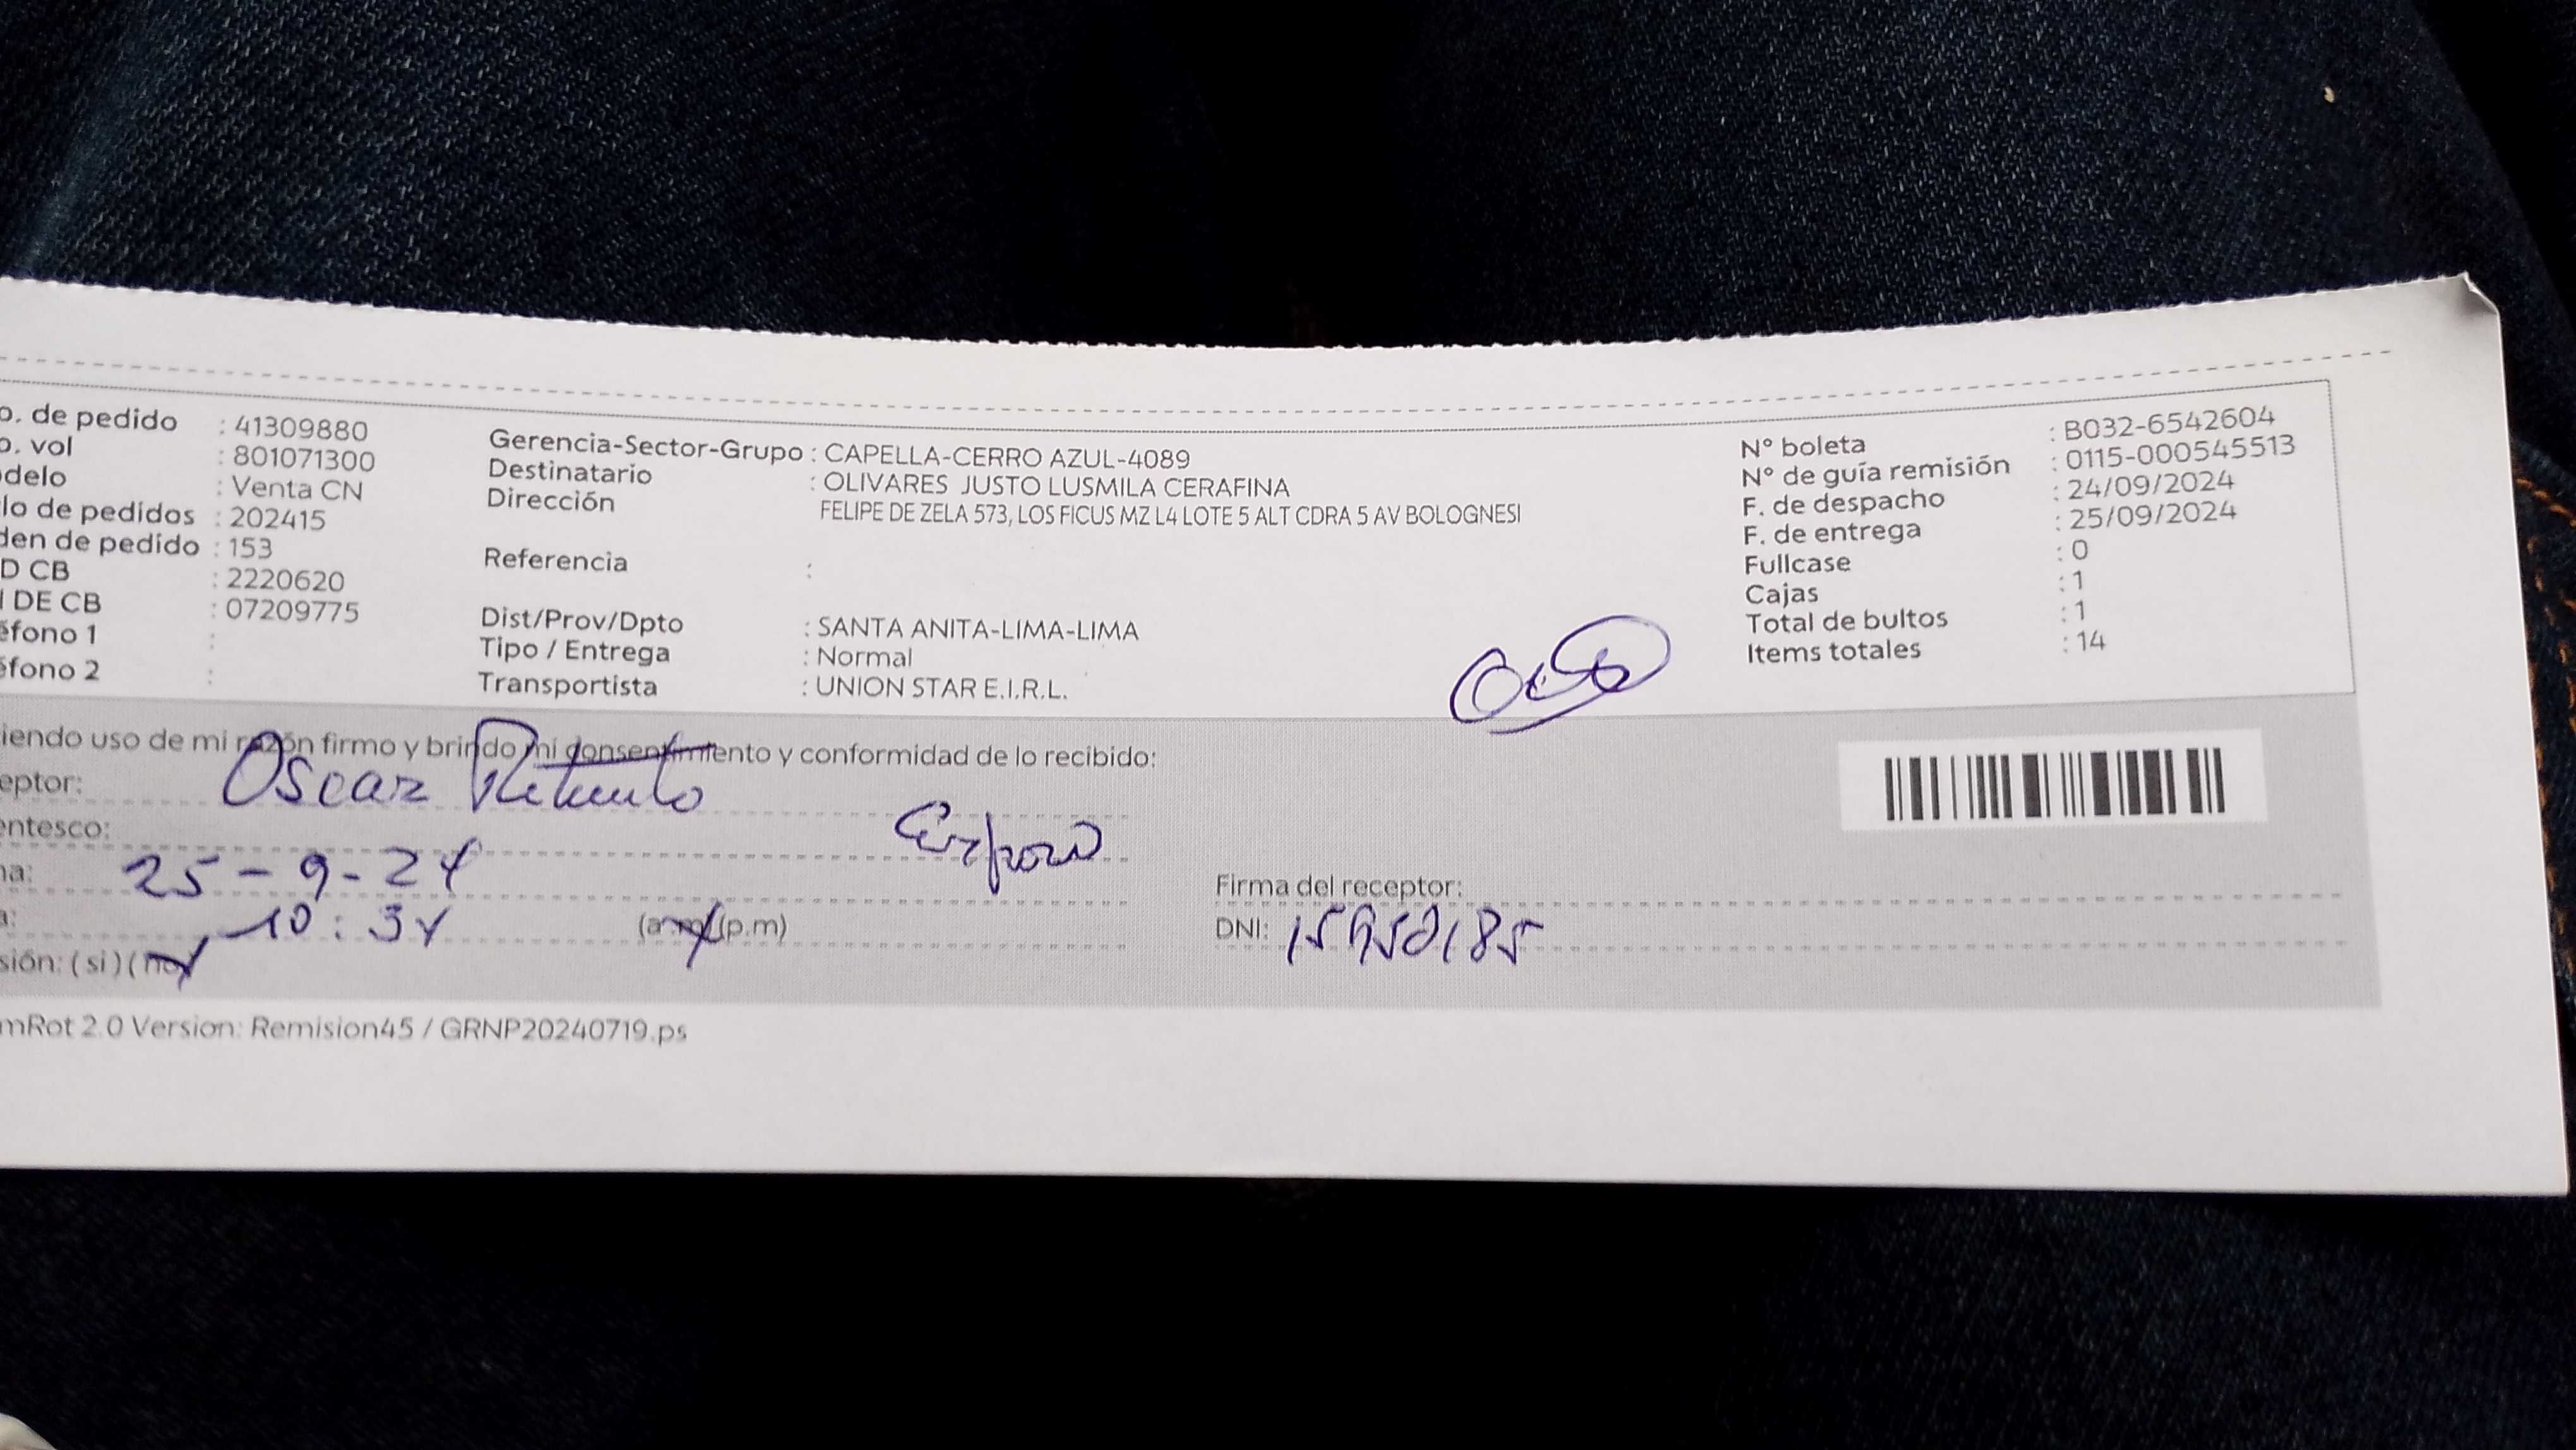 o. de pedido : 41309880
o. vol : 801071300
delo : Venta CN
lo de pedidos : 202415
den de pedido : 153
D CB : 2220620
I DE CB : 07209775
éfono 1 :
éfono 2 :
Gerencia-Sector-Grupo : CAPELLA-CERRO AZUL-4089
Destinatario : OLIVARES JUSTO LUSMILA CERAFINA
Dirección FELIPE DE ZELA 573, LOS FICUS MZ L4 LOTE 5 ALT CDRA 5 AV BOLOGNESI
Referencia :
Dist/Prov/Dpto : SANTA ANITA-LIMA-LIMA
Tipo / Entrega : Normal
Transportista : UNION STAR E.I.R.L.
N° boleta : B032-6542604
N° de guía remisión : 0115-000545513
F. de despacho : 24/09/2024
F. de entrega : 25/09/2024
Fullcase : 0
Cajas : 1
Total de bultos : 1
Items totales : 14
iendo uso de mi razón firmo y brindo mi consentimiento y conformidad de lo recibido:
eptor: Oscar
entesco:
na: 25-9-24
a: 10:34 (a.m)(p.m)
sión: (si)(no)
Firma del receptor:
DNI:
mRot 2.0 Version: Remision45 / GRNP20240719.ps